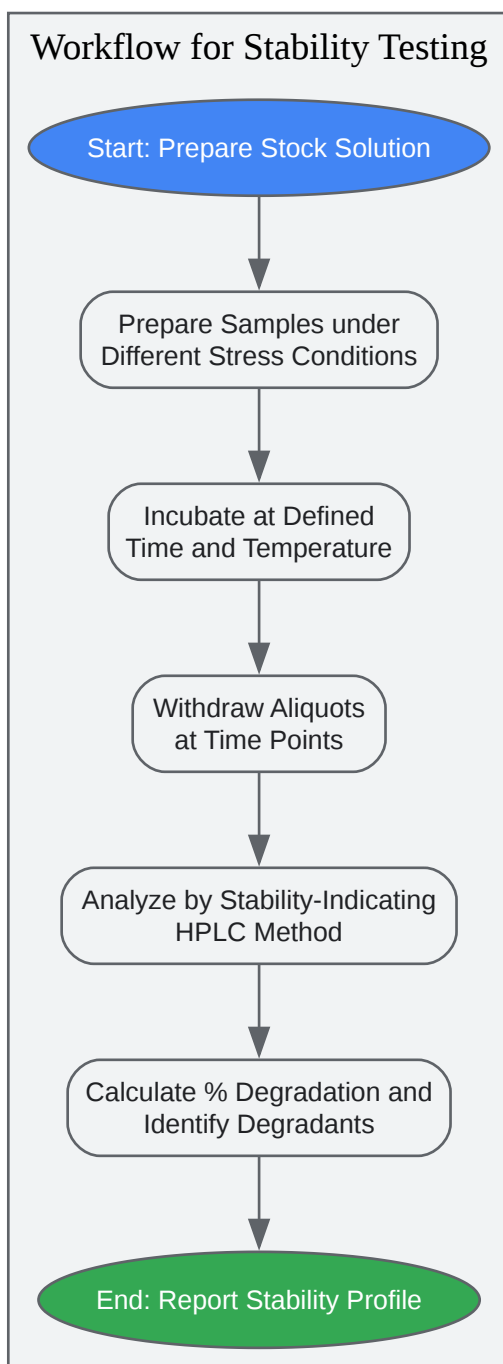 Workflow for Stability Testing
Start: Prepare Stock Solution
Prepare Samples under
Different Stress Conditions
Incubate at Defined
Time and Temperature
Withdraw Aliquots
at Time Points
Analyze by Stability-Indicating
HPLC Method
Calculate % Degradation and
Identify Degradants
End: Report Stability Profile